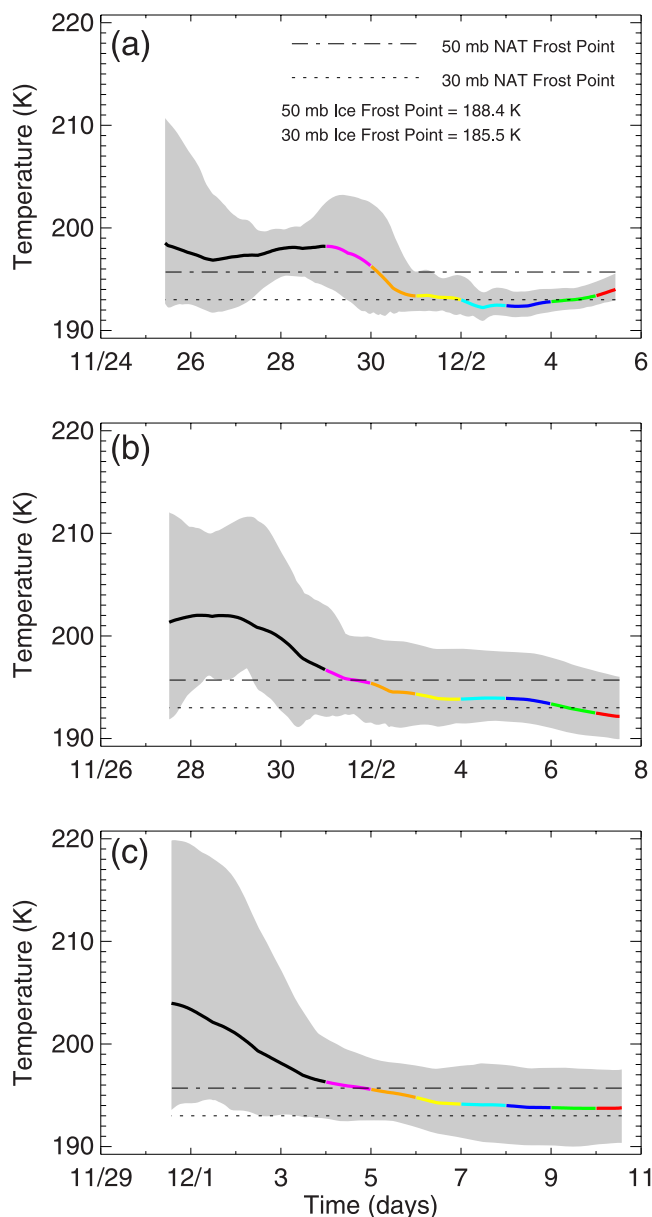 (a)
50 mb NAT Frost Point
30 mb NAT Frost Point
50 mb Ice Frost Point = 188.4 K
30 mb Ice Frost Point = 185.5 K
Temperature (K)
220
210
200
190
11/24 26 28 30 12/2 4 6
(b)
Temperature (K)
220
210
200
190
11/26 28 30 12/2 4 6 8
(c)
Temperature (K)
220
210
200
190
11/29 12/1 3 5 7 9 11
Time (days)